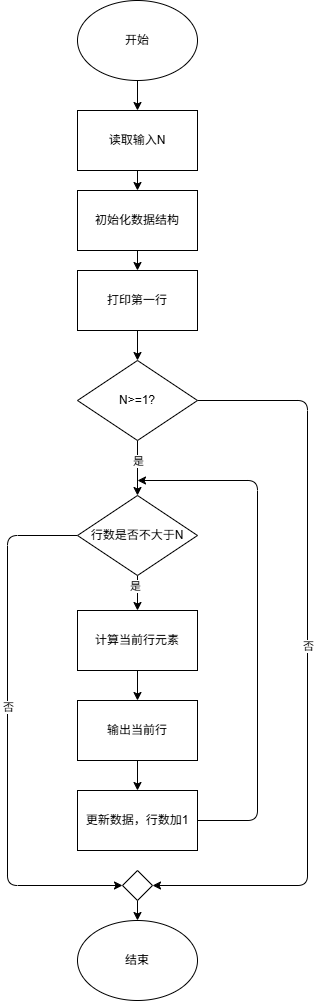 开始
读取输入N
初始化数据结构
打印第一行
N>=1?
是
行数是否不大于N
是
计算当前行元素
否
输出当前行
否
更新数据，行数加1
结束